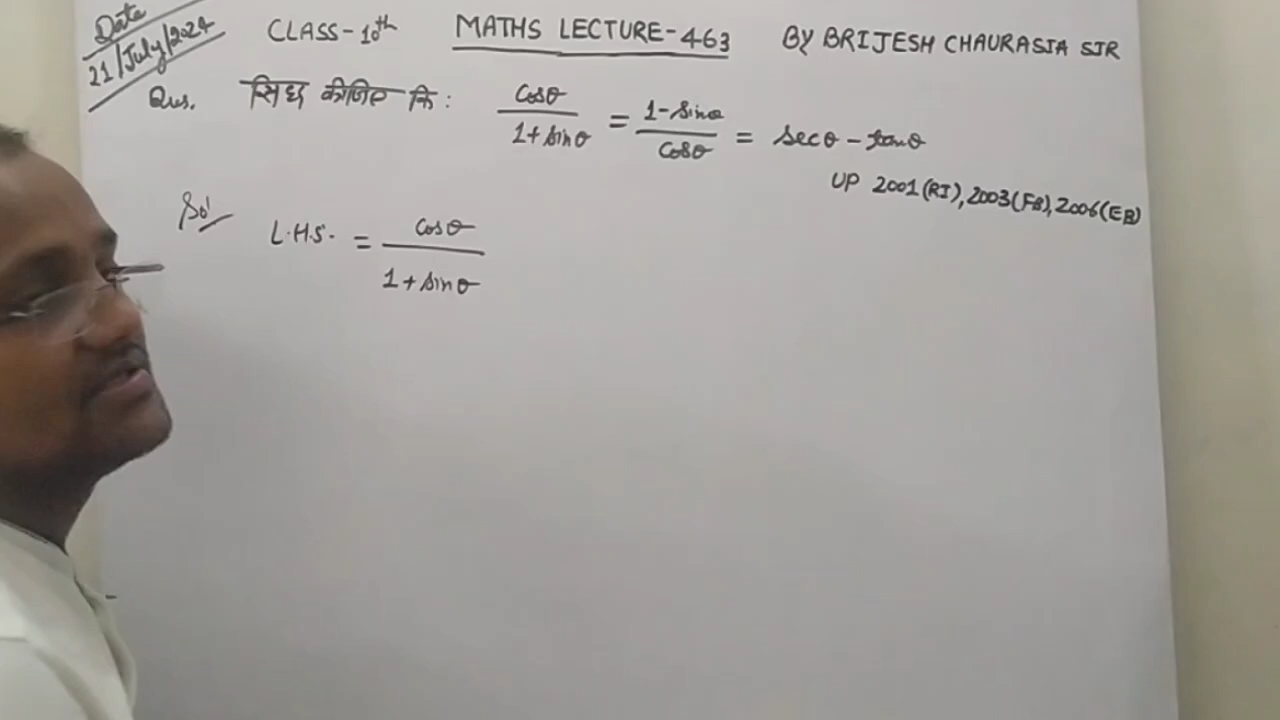 Date
21/July/2024
CLASS-10th MATHS LECTURE-463 BY BRIJESH CHAURASIA SIR
Ques. सिध्द कीजिए कि : cosθ / 1+sinθ = 1-sinθ / cosθ = secθ - tanθ
UP 2001(RI), 2003(FB), 2006(EB)
Sol L.H.S. = cosθ / 1+sinθ